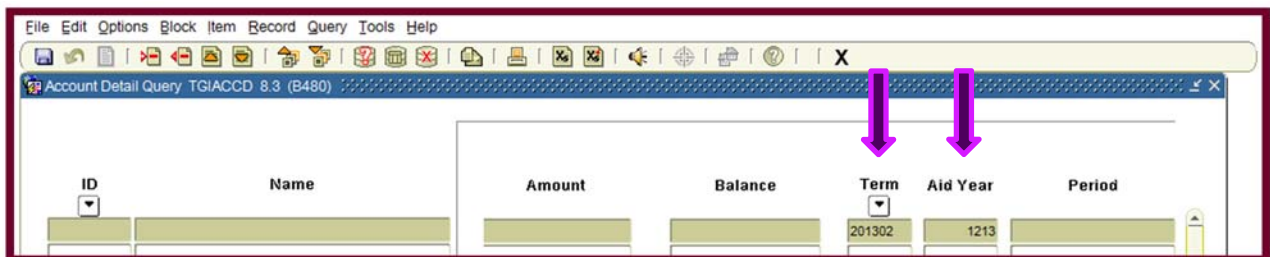 File Edit Options Block Item Record Query Tools Help
X
Account Detail Query TGIACCD 8.3 (B480)
ID Name Amount Balance Term Aid Year Period
201302 1213